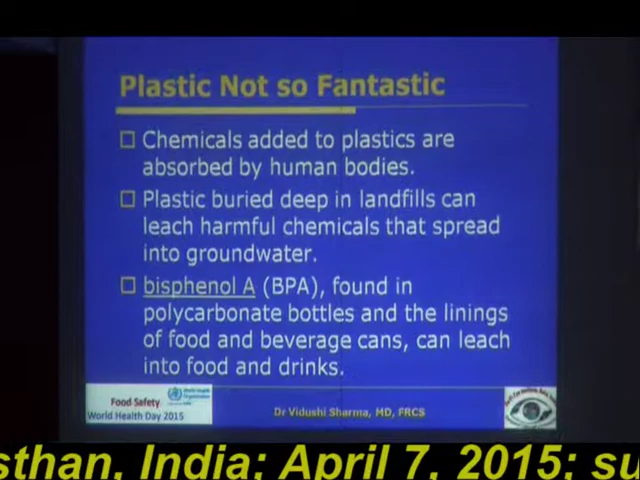 Plastic Not so Fantastic
Chemicals added to plastics are
absorbed by human bodies.
Plastic buried deep in landfills can
leach harmful chemicals that spread
into groundwater.
bisphenol A (BPA), found in
polycarbonate bottles and the linings
of food and beverage cans, can leach
into food and drinks.
Food Safety
World Health Day 2015
World Health
Organization
Dr Vidushi Sharma, MD, FRCS
sthan, India; April 7, 2015; su